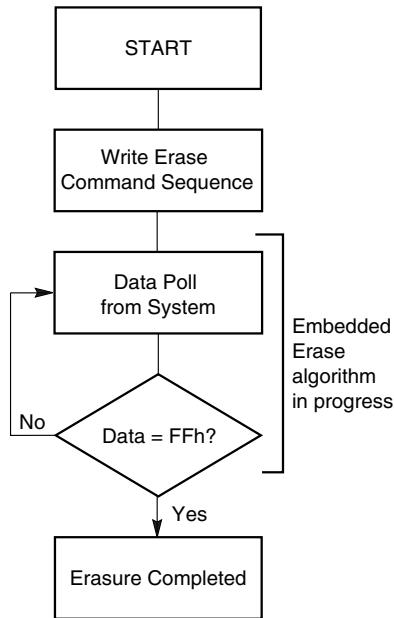 START
Write Erase
Command Sequence
Data Poll
from System
Embedded
Erase
algorithm
in progress
Data = FFh?
No
Yes
Erasure Completed